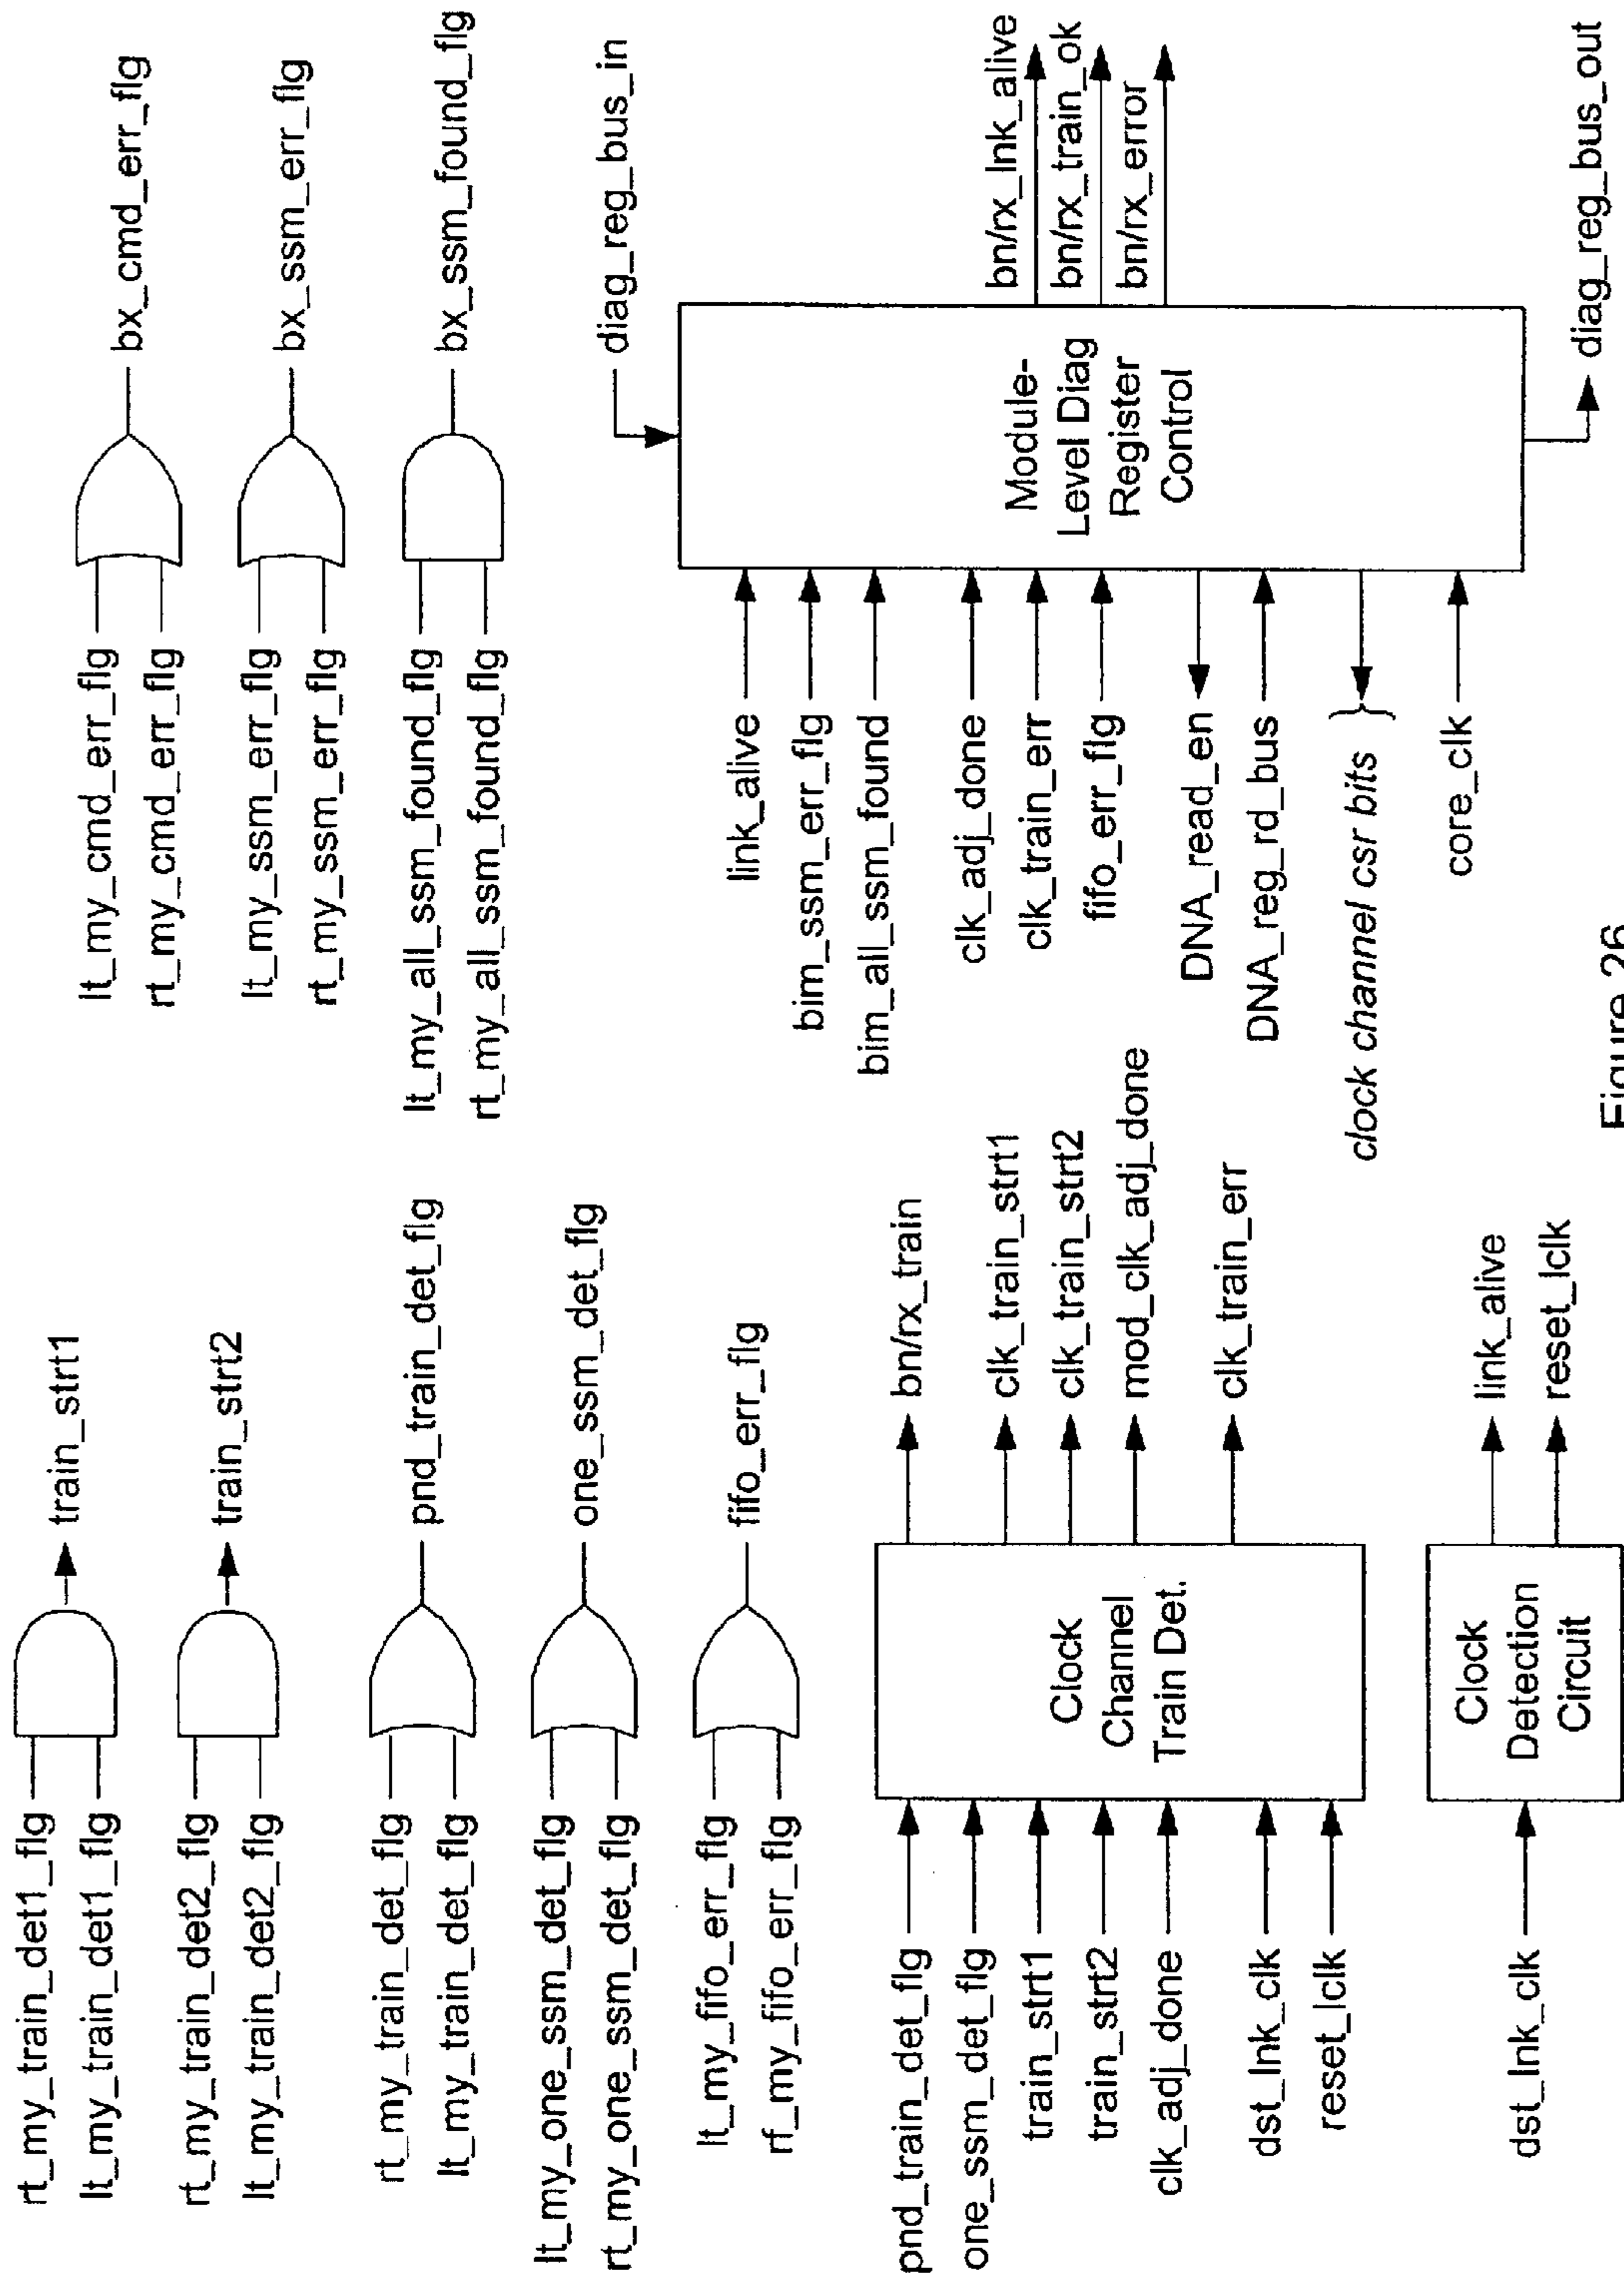 rt_my_train_det1_flg
lt_my_train_det1_flg
train_strt1
rt_my_train_det2_flg
lt_my_train_det2_flg
train_strt2
rt_my_train_det_flg
lt_my_train_det_flg
pnd_train_det_flg
lt_my_one_ssm_det_flg
rt_my_one_ssm_det_flg
one_ssm_det_flg
lt_my_fifo_err_flg
rf_my_fifo_err_flg
fifo_err_flg
pnd_train_det_flg
one_ssm_det_flg
train_strt1
train_strt2
clk_adj_done
dst_lnk_clk
reset_lclk
Clock
Channel
Train Det.
bn/rx_train
clk_train_strt1
clk_train_strt2
mod_clk_adj_done
clk_train_err
dst_lnk_clk
Clock
Detection
Circuit
link_alive
reset_lclk
lt_my_cmd_err_flg
rt_my_cmd_err_flg
bx_cmd_err_flg
lt_my_ssm_err_flg
rt_my_ssm_err_flg
bx_ssm_err_flg
lt_my_all_ssm_found_flg
rt_my_all_ssm_found_flg
bx_ssm_found_flg
diag_reg_bus_in
link_alive
bim_ssm_err_flg
bim_all_ssm_found
clk_adj_done
clk_train_err
fifo_err_flg
DNA_read_en
DNA_reg_rd_bus
clock channel csr bits
core_clk
Module-
Level Diag
Register
Control
bn/rx_lnk_alive
bn/rx_train_ok
bn/rx_error
diag_reg_bus_out
Figure 26